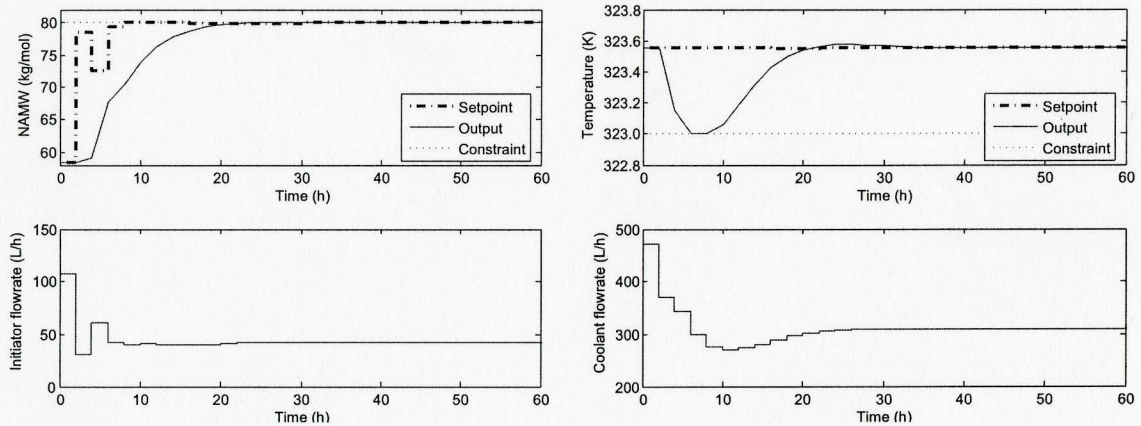 80
75
70
65
60
NAMW (kg/mol)
Setpoint
Output
Constraint
0 10 20 30 40 50 60
Time (h)
323.8
323.6
323.4
323.2
323.0
322.8
Temperature (K)
Setpoint
Output
Constraint
0 10 20 30 40 50 60
Time (h)
150
100
50
0
Initiator flowrate (L/h)
0 10 20 30 40 50 60
Time (h)
500
400
300
200
Coolant flowrate (L/h)
0 10 20 30 40 50 60
Time (h)